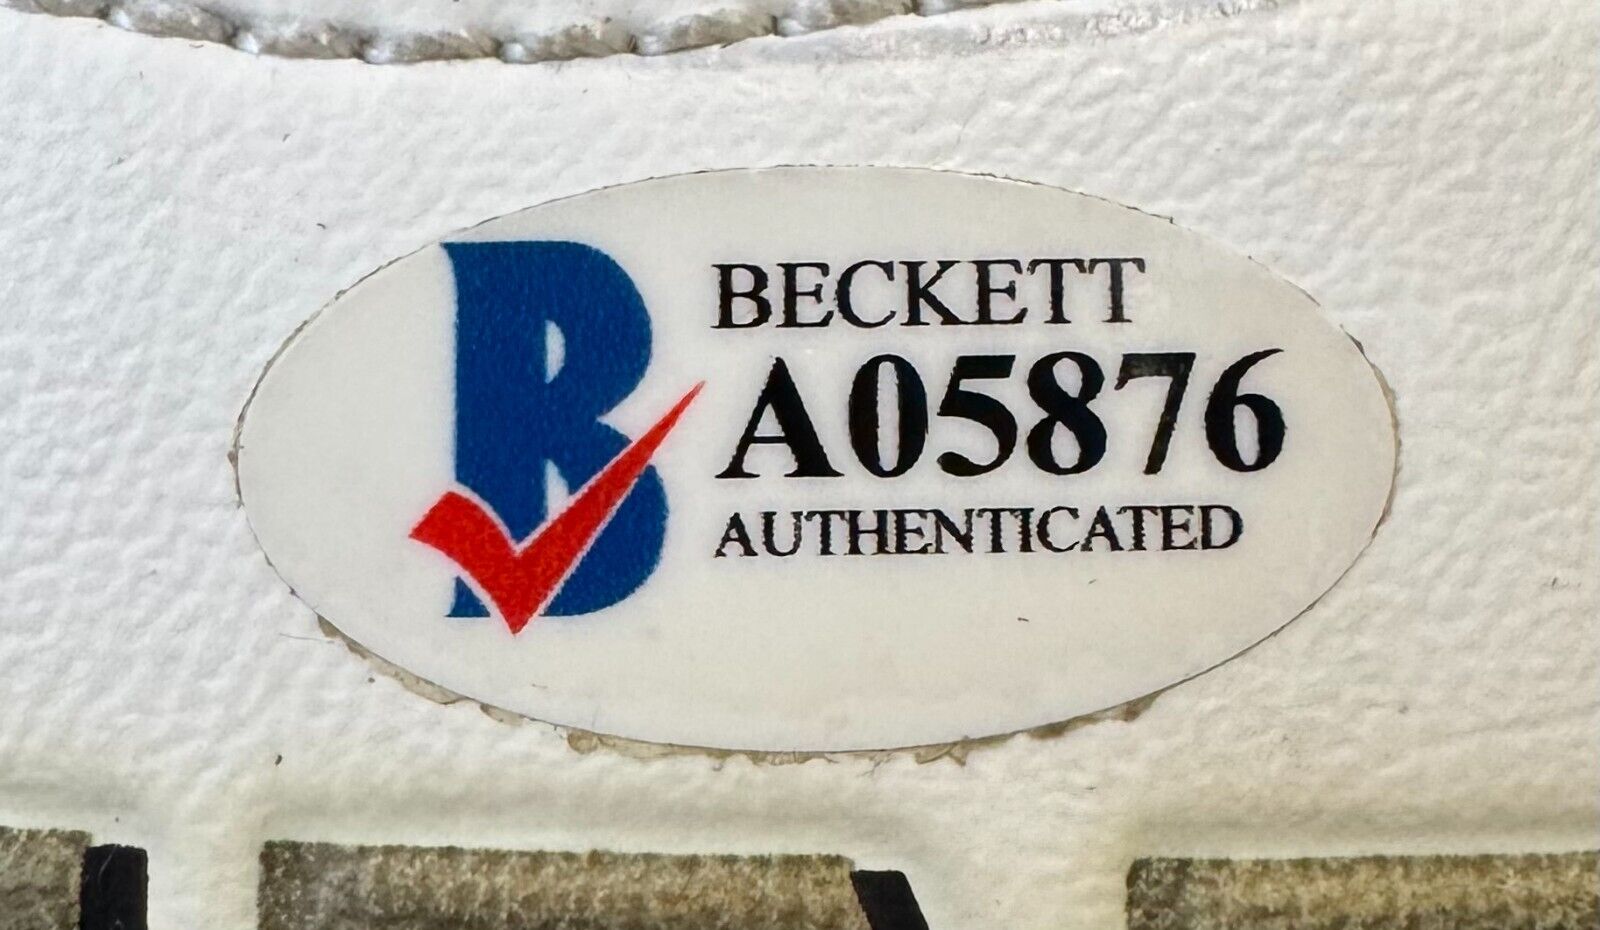 B
BECKETT
A05876
AUTHENTICATED